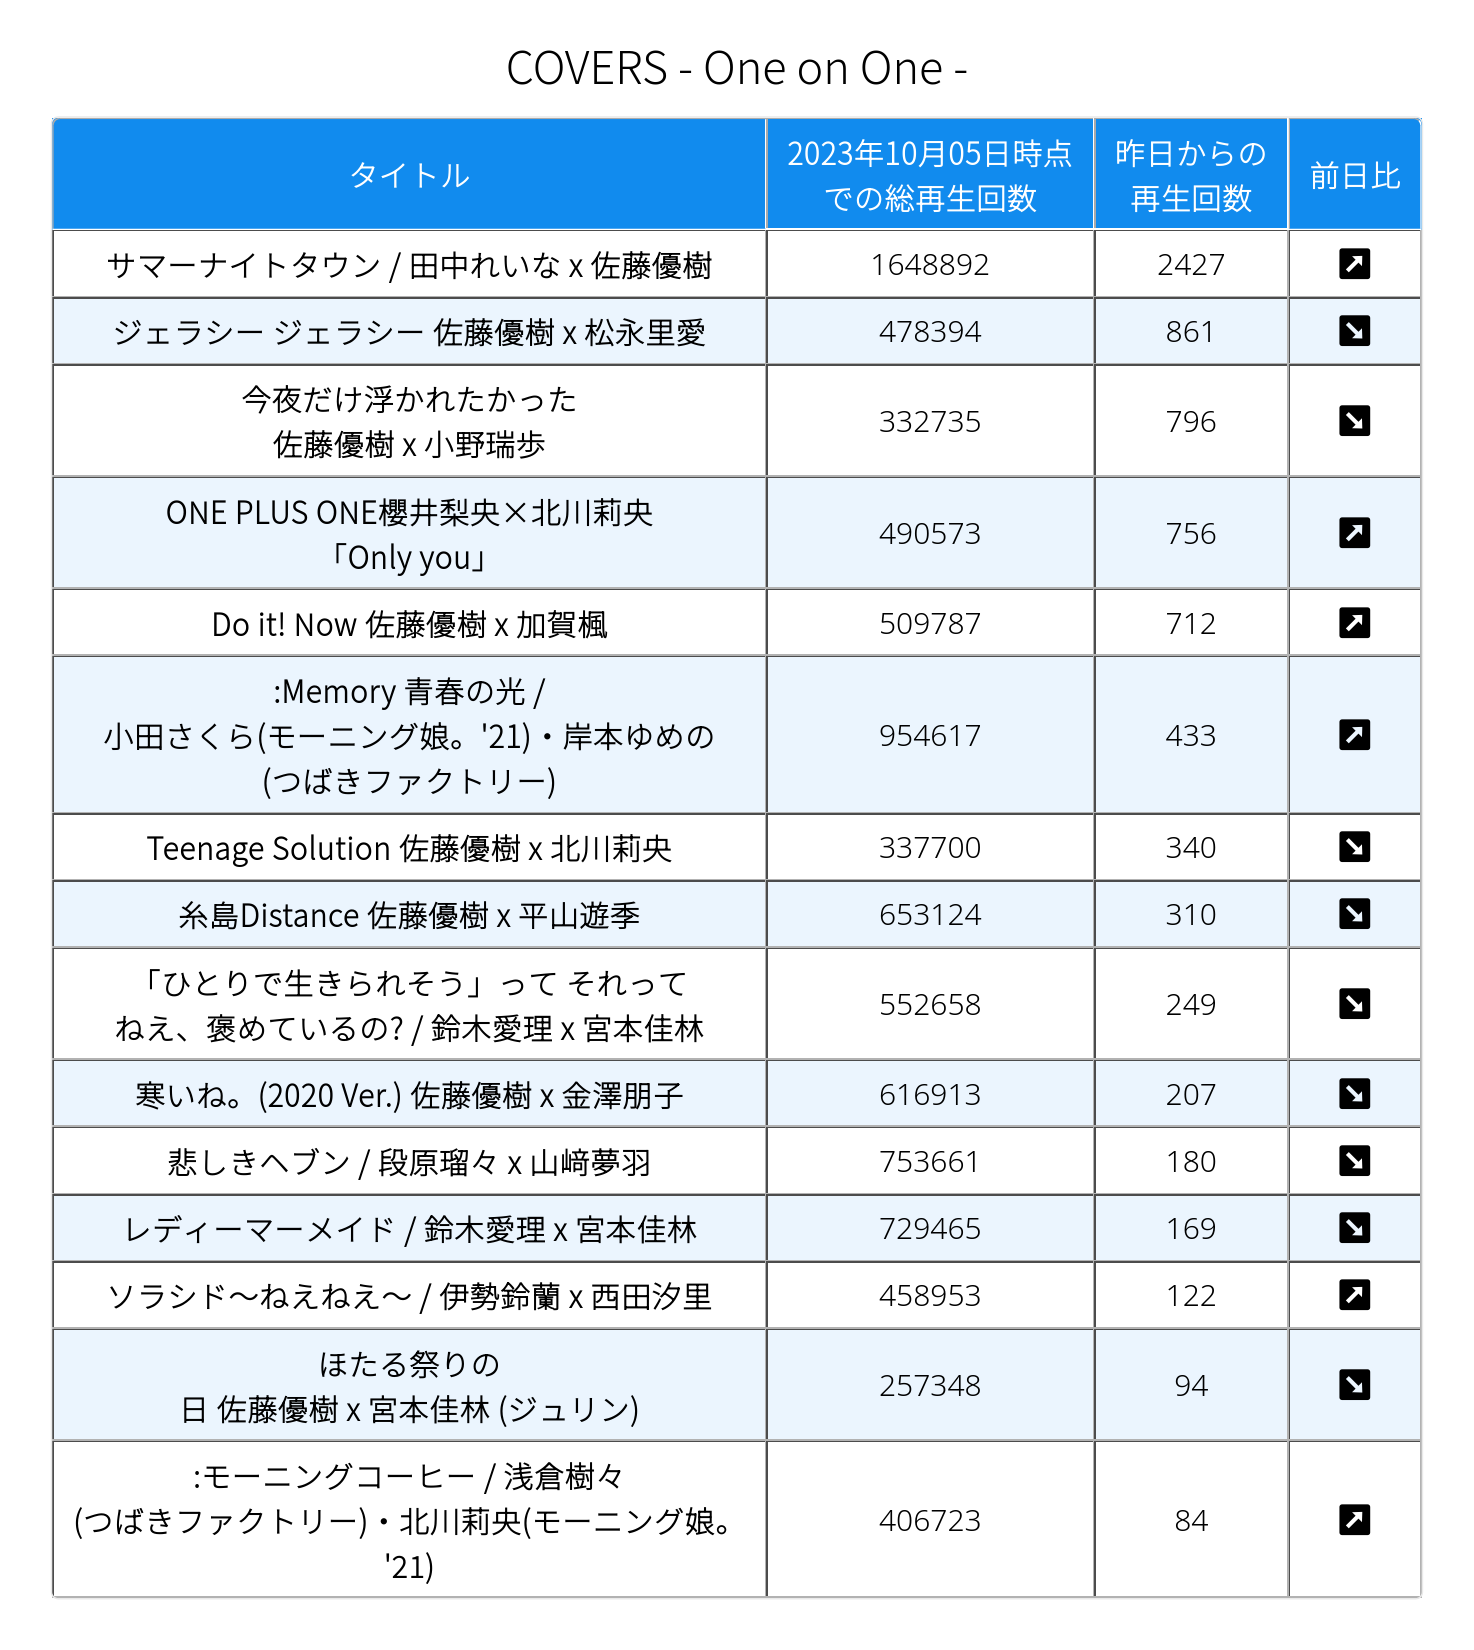 COVERS - One on One -
タイトル
2023年10月05日時点
での総再生回数
昨日からの
再生回数
前日比
サマーナイトタウン / 田中れいな x 佐藤優樹 1648892 2427
ジェラシー ジェラシー 佐藤優樹 x 松永里愛 478394 861
今夜だけ浮かれたかった
佐藤優樹 x 小野瑞歩
332735 796
ONE PLUS ONE櫻井梨央×北川莉央
「Only you」
490573 756
Do it! Now 佐藤優樹 x 加賀楓 509787 712
:Memory 青春の光 /
小田さくら(モーニング娘。'21)・岸本ゆめの
(つばきファクトリー)
954617 433
Teenage Solution 佐藤優樹 x 北川莉央 337700 340
糸島Distance 佐藤優樹 x 平山遊季 653124 310
「ひとりで生きられそう」って それって
ねえ、褒めているの? / 鈴木愛理 x 宮本佳林
552658 249
寒いね。(2020 Ver.) 佐藤優樹 x 金澤朋子 616913 207
悲しきヘブン / 段原瑠々 x 山﨑夢羽 753661 180
レディーマーメイド / 鈴木愛理 x 宮本佳林 729465 169
ソラシド〜ねえねえ〜 / 伊勢鈴蘭 x 西田汐里 458953 122
ほたる祭りの
日 佐藤優樹 x 宮本佳林 (ジュリン)
257348 94
:モーニングコーヒー / 浅倉樹々
(つばきファクトリー)・北川莉央(モーニング娘。
'21)
406723 84